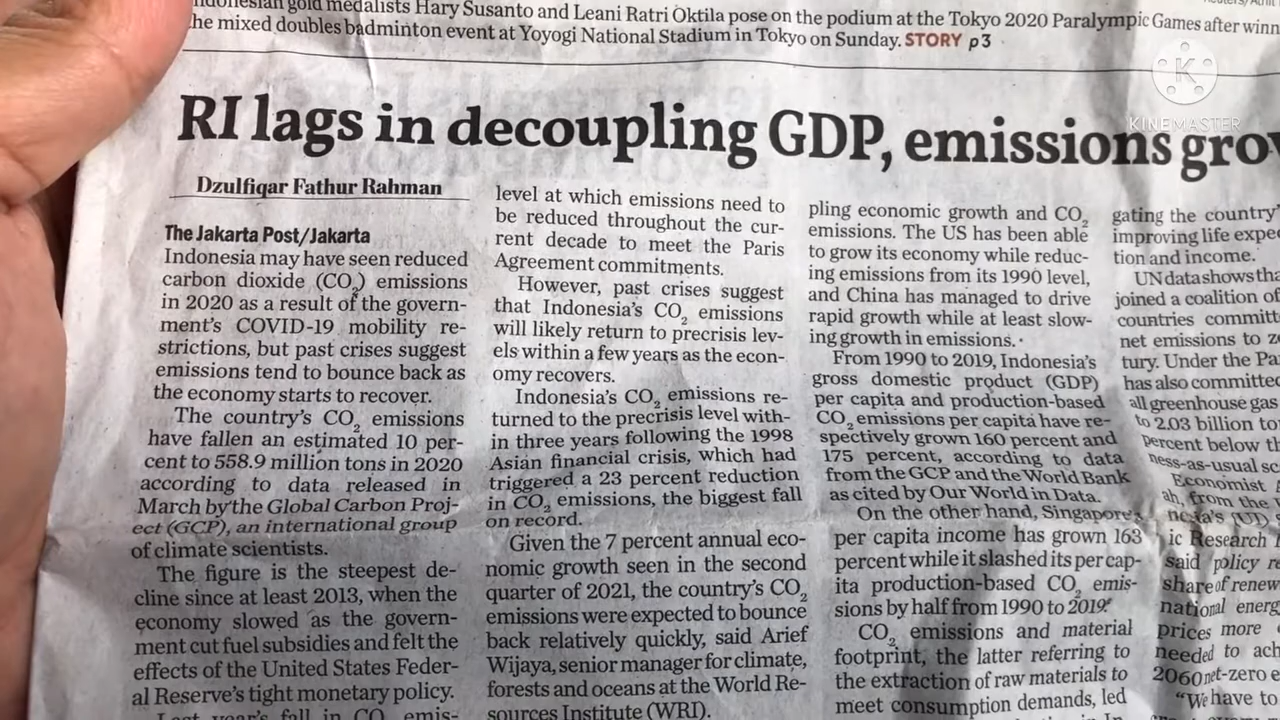 Indonesian gold medalists Hary Susanto and Leani Ratri Oktila pose on the podium at the Tokyo 2020 Paralympic Games after
the mixed doubles badminton event at Yoyogi National Stadium in Tokyo on Sunday. STORY p3
KINEMASTER
RI lags in decoupling GDP, emissions
Dzulfiqar Fathur Rahman
The Jakarta Post/Jakarta
Indonesia may have seen reduced
carbon dioxide (CO2) emissions
in 2020 as a result of the govern-
ment's COVID-19 mobility re-
strictions, but past crises suggest
emissions tend to bounce back as
the economy starts to recover.
The country's CO2 emissions
have fallen an estimated 10 per-
cent to 558.9 million tons in 2020
according to data released in
March by the Global Carbon Proj-
ect (GCP), an international group
of climate scientists.
The figure is the steepest de-
cline since at least 2013, when the
economy slowed as the govern-
ment cut fuel subsidies and felt the
effects of the United States Feder-
al Reserve's tight monetary policy.
Last year's fall in CO2 emis-
level at which emissions need to
be reduced throughout the cur-
rent decade to meet the Paris
Agreement commitments.
However, past crises suggest
that Indonesia's CO2 emissions
will likely return to precrisis lev-
els within a few years as the econ-
omy recovers.
Indonesia's CO2 emissions re-
turned to the precrisis level with-
in three years following the 1998
Asian financial crisis, which had
triggered a 23 percent reduction
in CO2 emissions, the biggest fall
on record.
Given the 7 percent annual eco-
nomic growth seen in the second
quarter of 2021, the country's CO2
emissions were expected to bounce
back relatively quickly, said Arief
Wijaya, senior manager for climate,
forests and oceans at the World Re-
sources Institute (WRI).
pling economic growth and CO2
emissions. The US has been able
to grow its economy while reduc-
ing emissions from its 1990 level,
and China has managed to drive
rapid growth while at least slow-
ing growth in emissions.
From 1990 to 2019, Indonesia's
gross domestic product (GDP)
per capita and production-based
CO2 emissions per capita have re-
spectively grown 160 percent and
175 percent, according to data
from the GCP and the World Bank
as cited by Our World in Data.
On the other hand, Singapore's
per capita income has grown 163
percent while it slashed its per cap-
ita production-based CO2 emis-
sions by half from 1990 to 2019.
CO2 emissions and material
footprint, the latter referring to
the extraction of raw materials to
meet consumption demands, led
gating the country'
improving life
tion and income.
UN data shows
joined a coalition of
countries
net emissions to
tury. Under the
has also committed
all greenhouse gas
to 2.03 billion
percent below
ness-as-usual
Economist
ah, from the
ic Research
said policy
share of
national
prices more
needed to
2060 net-zero
"We have to